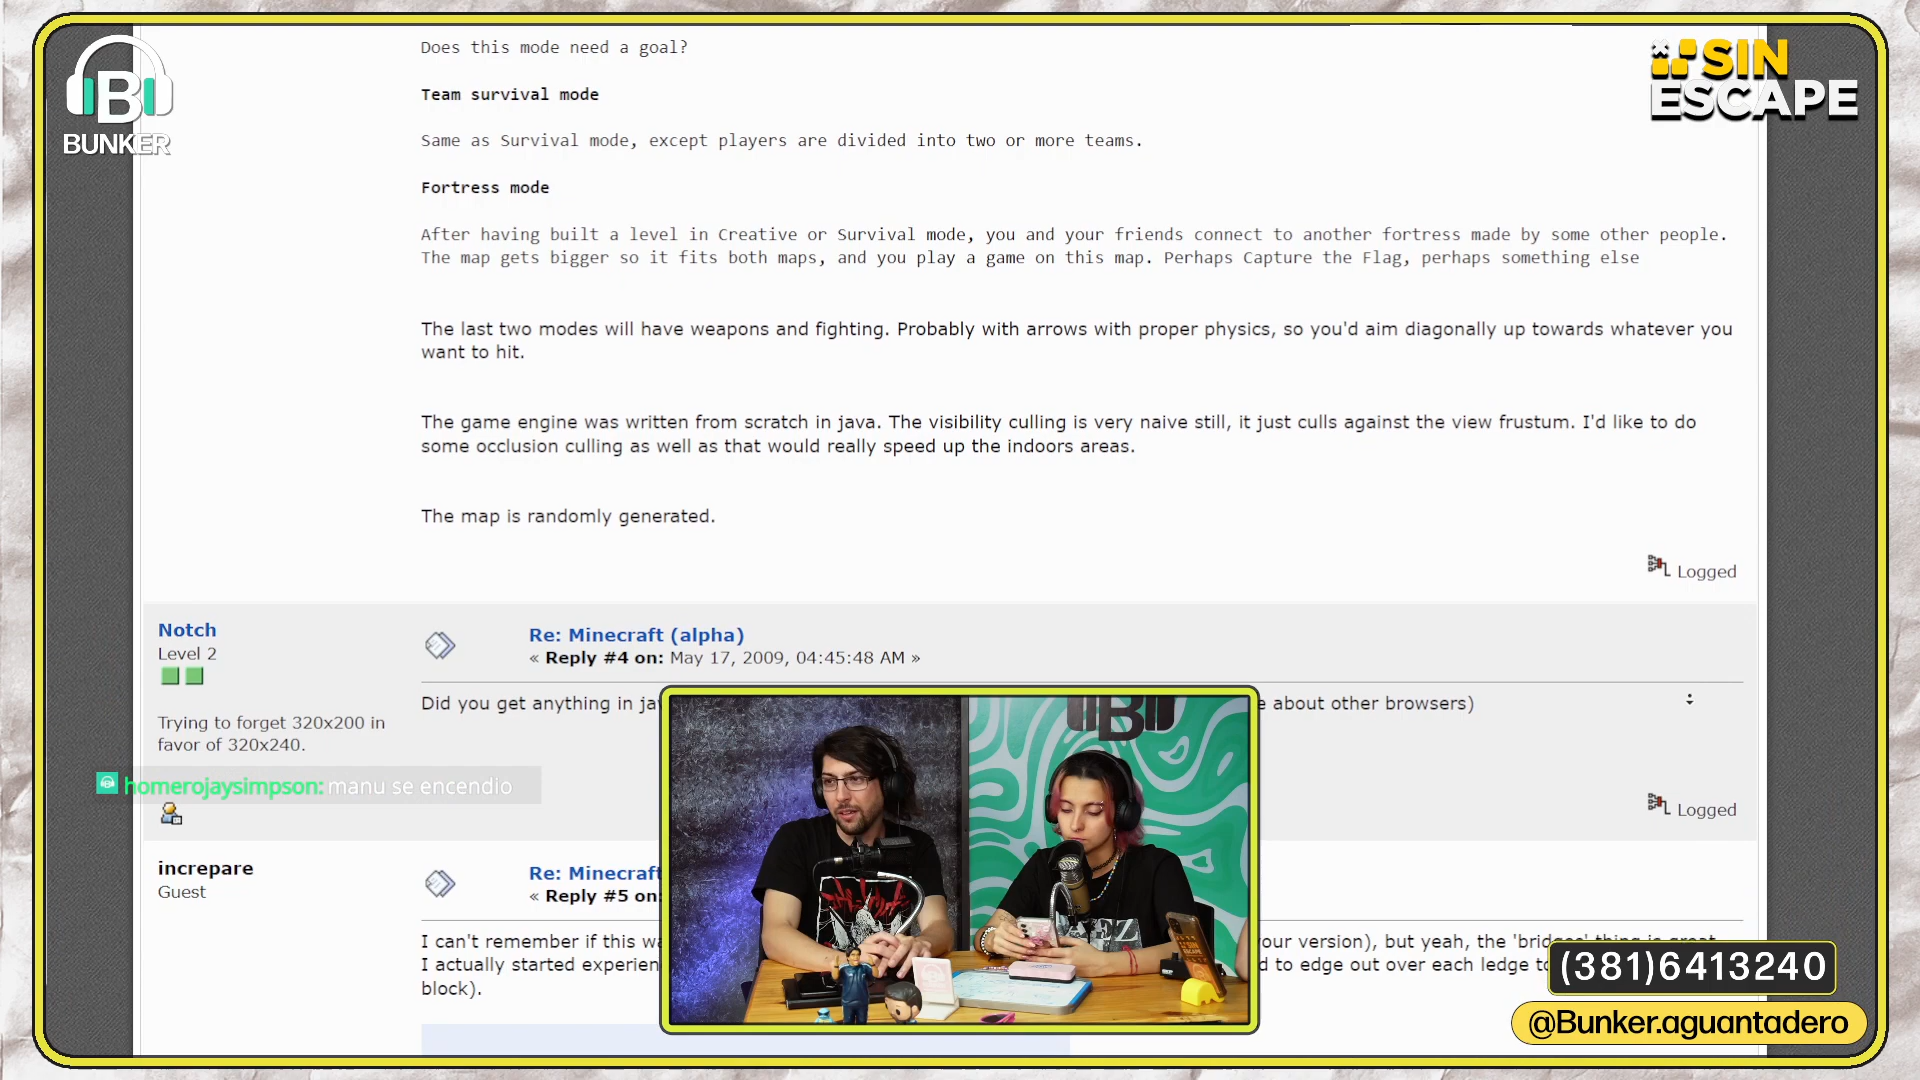 Does this mode need a goal?
Team survival mode
Same as Survival mode, except players are divided into two or more teams.
Fortress mode
After having built a level in Creative or Survival mode, you and your friends connect to another fortress made by some other people.
The map gets bigger so it fits both maps, and you play a game on this map. Perhaps Capture the Flag, perhaps something else
The last two modes will have weapons and fighting. Probably with arrows with proper physics, so you'd aim diagonally up towards whatever you
want to hit.
The game engine was written from scratch in java. The visibility culling is very naive still, it just culls against the view frustum. I'd like to do
some occlusion culling as well as that would really speed up the indoors areas.
The map is randomly generated.
Logged
Notch
Level 2
Trying to forget 320x200 in
favor of 320x240.
Re: Minecraft (alpha)
« Reply #4 on: May 17, 2009, 04:45:48 AM »
Did you get anything in
about other browsers)
Logged
homerojaysimpson: manu se encendio
increpare
Guest
Re: Minecraft
« Reply #5 on:
I can't remember if this
version), but yeah, the
I actually started
to edge out over each ledge
block).
BUNKER
SIN
ESCAPE
(381)6413240
@Bunker.aguantadero